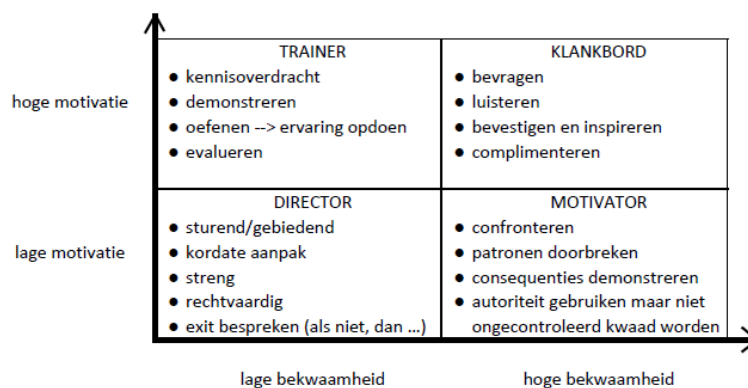 TRAINER
● kennisoverdracht
● demonstreren
● oefenen --> ervaring opdoen
● evalueren
KLANKBORD
● bevragen
● luisteren
● bevestigen en inspireren
● complimenteren
hoge motivatie
DIRECTOR
● sturend/gebiedend
● kordate aanpak
● streng
● rechtvaardig
● exit bespreken (als niet, dan ...)
MOTIVATOR
● confronteren
● patronen doorbreken
● consequenties demonstreren
● autoriteit gebruiken maar niet
ongecontroleerd kwaad worden
lage motivatie
lage bekwaamheid
hoge bekwaamheid